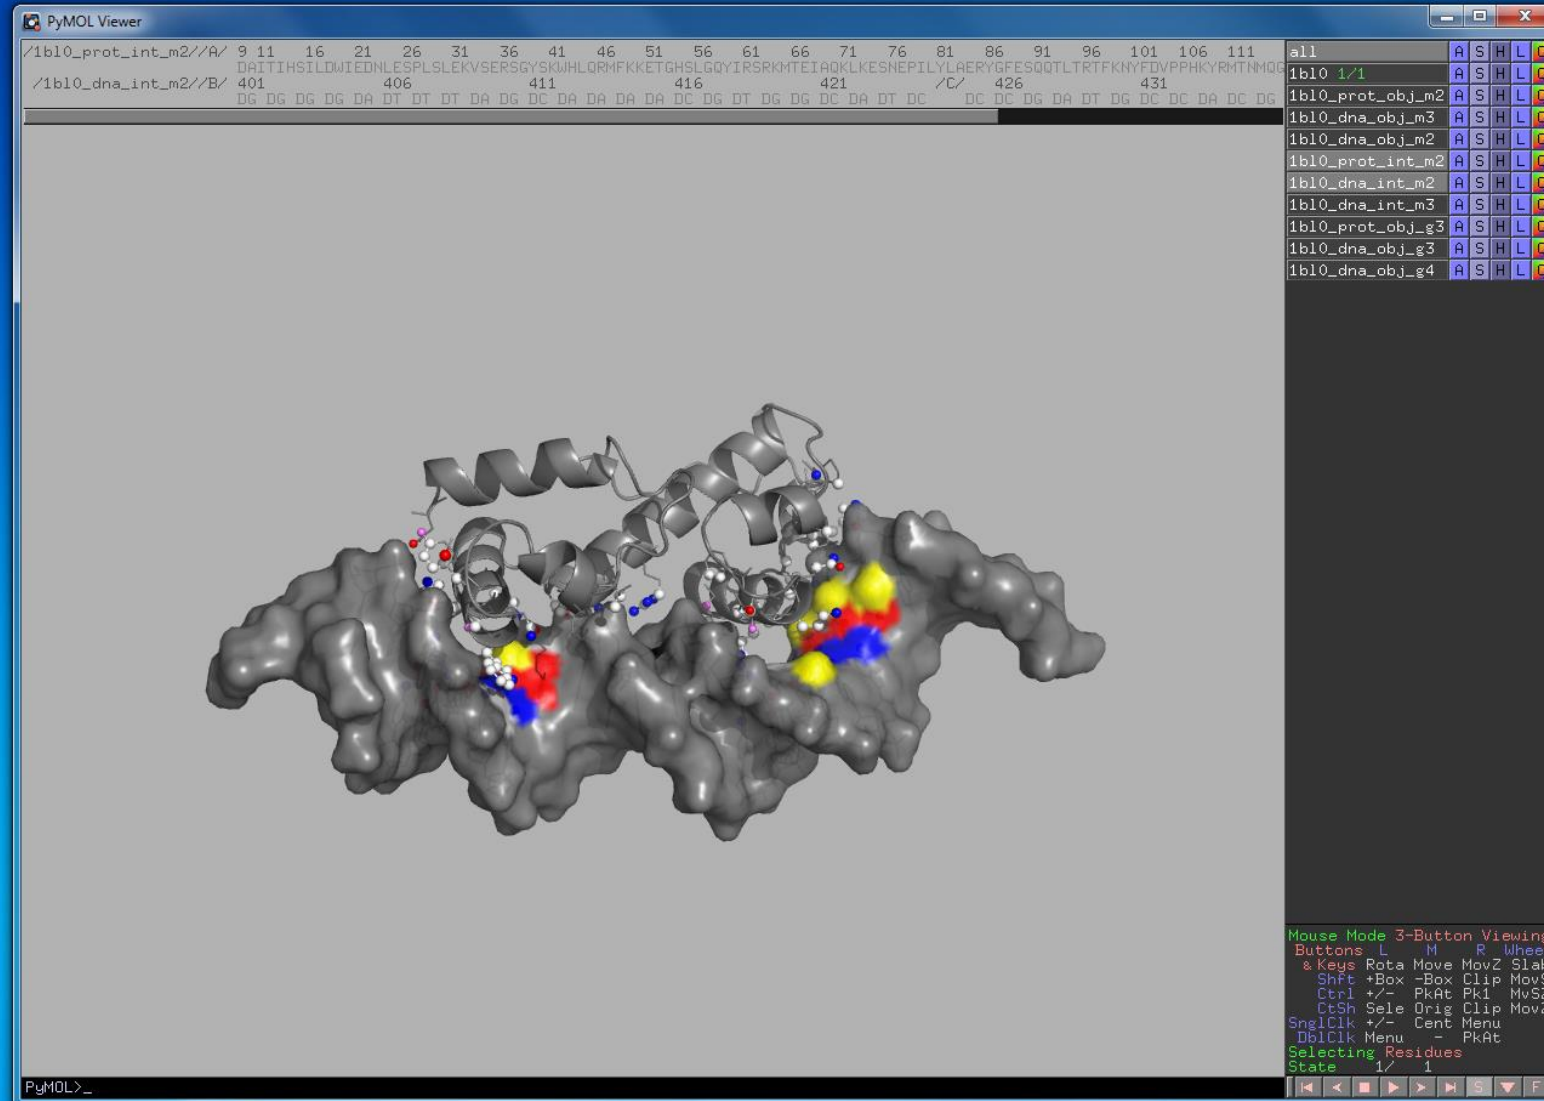 PyMOL Viewer
/1bl0_prot_int_m2//A/ 9 11 16 21 26 31 36 41 46 51 56 61 66 71 76 81 86 91 96 101 106 111
DAITIHSILDWIEDNLESPLSLEKVSERSGYSKWHLQRMFKKETGHSLGQYIRSRKMTEIAQKLKESNEPILYLAERYGFESQQTLTRTFKNYFDVPPHKYRMTNMQG
/1bl0_dna_int_m2//B/ 401 406 411 416 421 /C/ 426 431
DG DG DG DG DA DT DT DT DA DG DC DA DA DA DA DC DG DT DG DG DC DA DT DC DC DC DG DA DT DG DC DC DA DC DG
all A S H L
1bl0 1/1 A S H L
1bl0_prot_obj_m2 A S H L
1bl0_dna_obj_m3 A S H L
1bl0_dna_obj_m2 A S H L
1bl0_prot_int_m2 A S H L
1bl0_dna_int_m2 A S H L
1bl0_dna_int_m3 A S H L
1bl0_prot_obj_g3 A S H L
1bl0_dna_obj_g3 A S H L
1bl0_dna_obj_g4 A S H L
Mouse Mode 3-Button Viewing
Buttons L M R Whee
& Keys Rota Move MovZ Slab
Shft +Box -Box Clip MovS
Ctrl +/- PkAt Pk1 MvSZ
CtSh Sele Orig Clip MovZ
SnglClk +/- Cent Menu
DblClk Menu - PkAt
Selecting Residues
State 1/ 1
PyMOL>_
S F